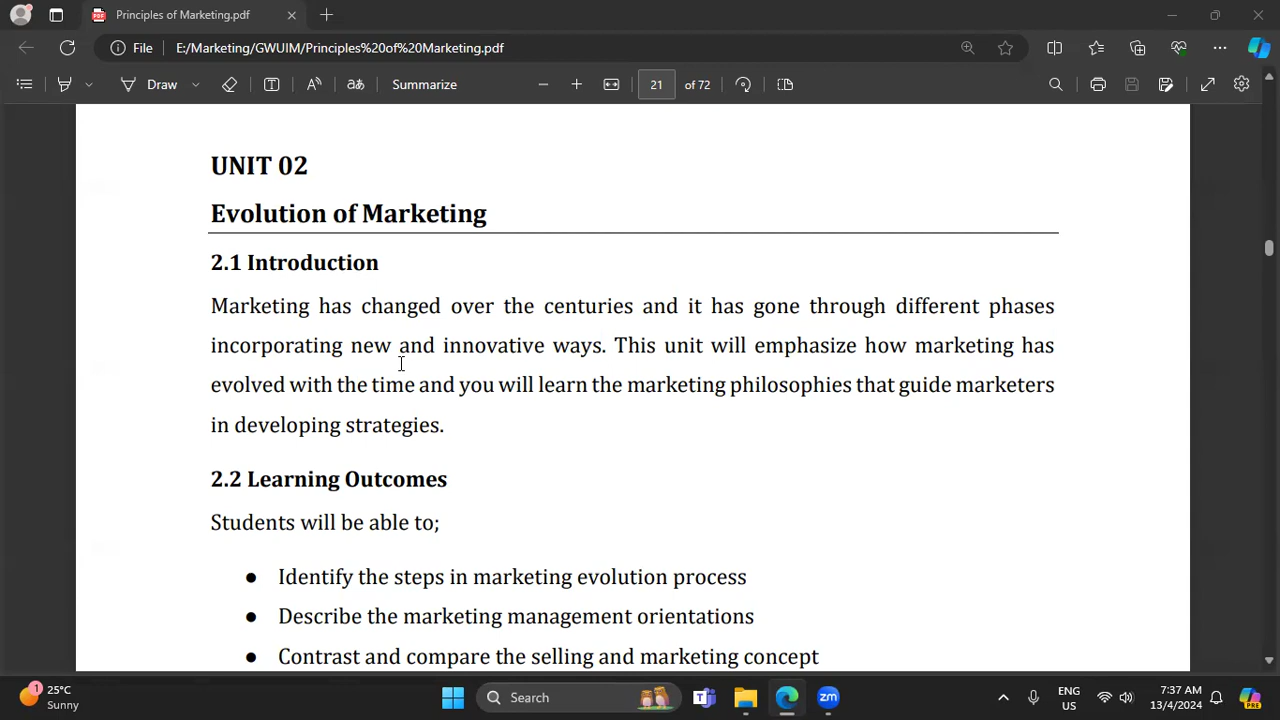 Principles of Marketing.pdf
File E:/Marketing/GWUIM/Principles%20of%20Marketing.pdf
Draw aあ Summarize 21 of 72
UNIT 02
Evolution of Marketing
2.1 Introduction
Marketing has changed over the centuries and it has gone through different phases
incorporating new and innovative ways. This unit will emphasize how marketing has
evolved with the time and you will learn the marketing philosophies that guide marketers
in developing strategies.
2.2 Learning Outcomes
Students will be able to;
● Identify the steps in marketing evolution process
● Describe the marketing management orientations
● Contrast and compare the selling and marketing concept
1 25°C
Sunny
Search
zm
ENG
US
7:37 AM
13/4/2024
PRE